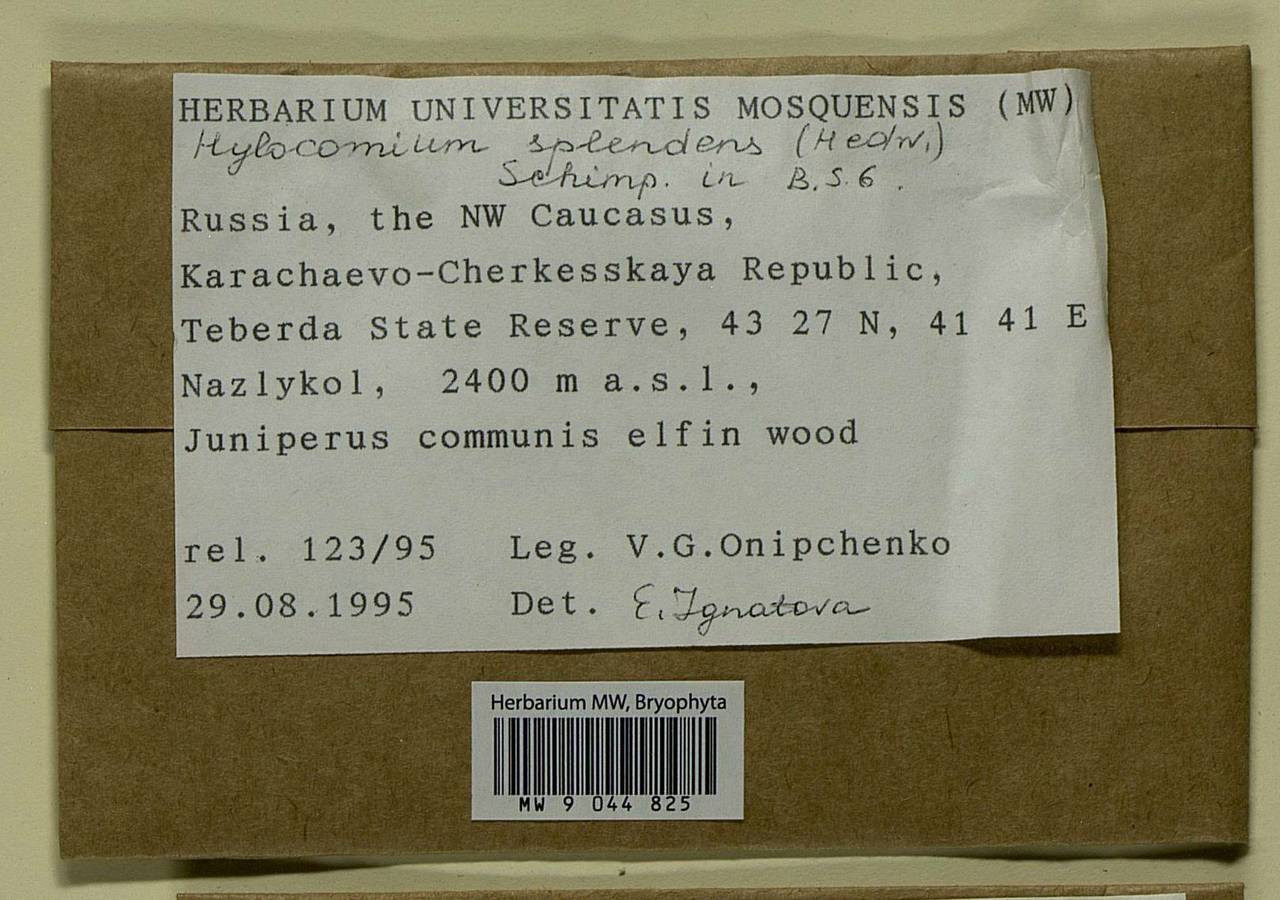 HERBARIUM UNIVERSITATIS MOSQUENSIS (MW)
Hylocomium splendens (Hedw.)
Schimp. in B.S.G.
Russia, the NW Caucasus,
Karachaevo-Cherkesskaya Republic,
Teberda State Reserve, 43 27 N, 41 41 E
Nazlykol, 2400 m a.s.l.,
Juniperus communis elfin wood
rel. 123/95 Leg. V.G.Onipchenko
29.08.1995 Det. E. Ignatova
Herbarium MW, Bryophyta
MW 9 044 825